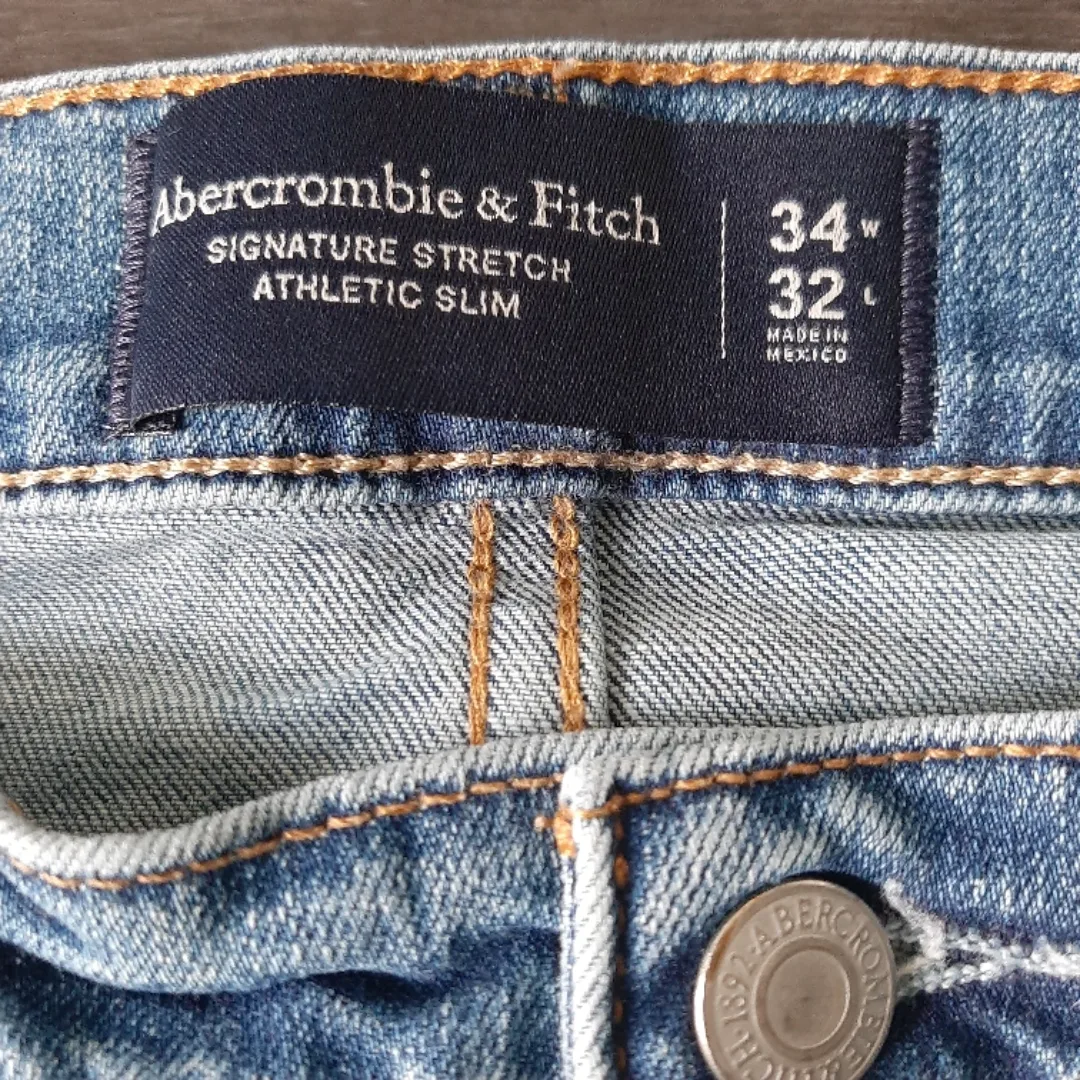 Abercrombie & Fitch
SIGNATURE STRETCH
ATHLETIC SLIM
34 W
32 L
MADE IN
MEXICO
1892 · ABERCROMBIE